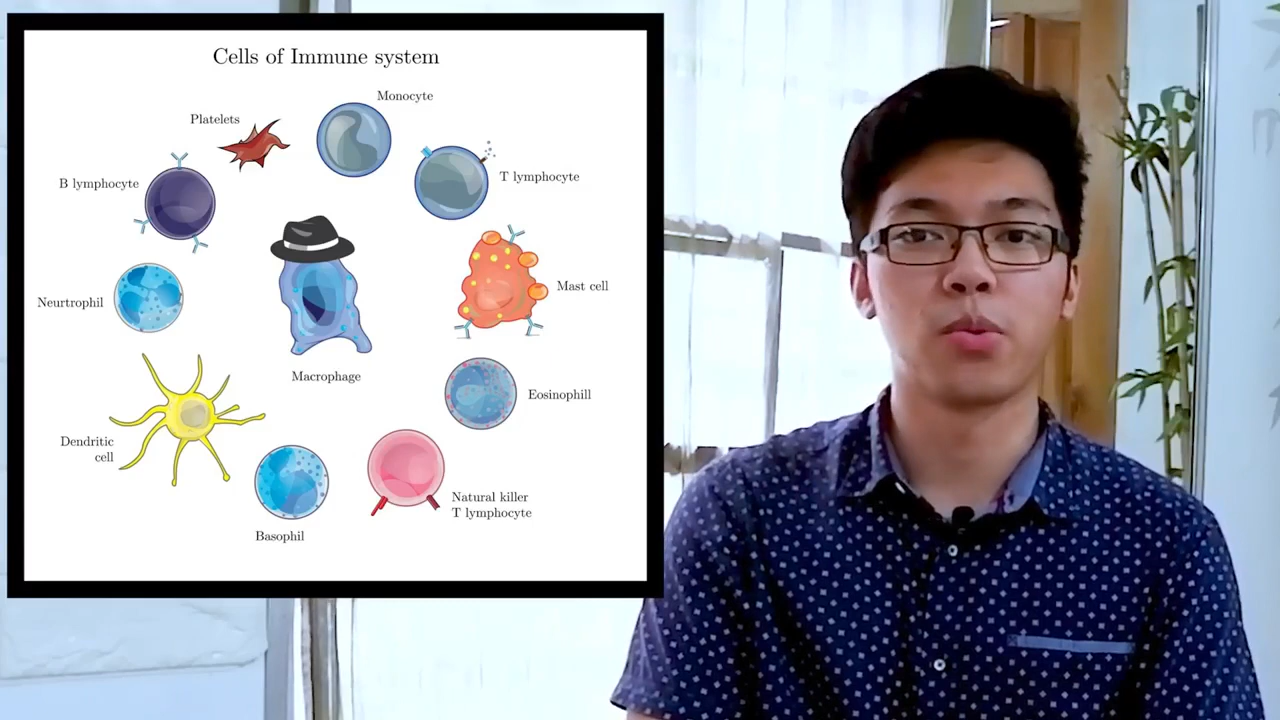 Cells of Immune system
Monocyte
Platelets
T lymphocyte
B lymphocyte
Mast cell
Neurtrophil
Macrophage
Eosinophill
Dendritic
cell
Natural killer
T lymphocyte
Basophil